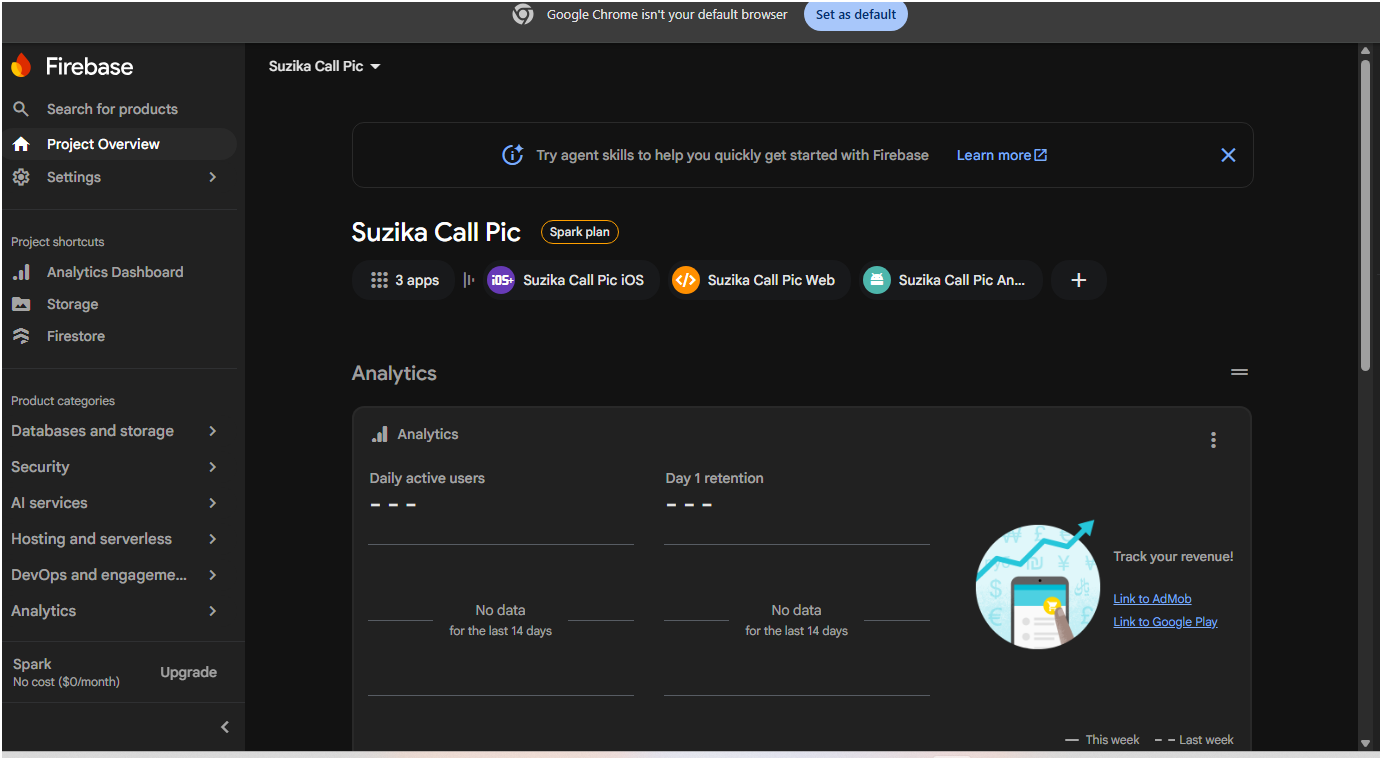 Google Chrome isn't your default browser
Set as default
Firebase
Suzika Call Pic
Search for products
Project Overview
Settings
Project shortcuts
Analytics Dashboard
Storage
Firestore
Product categories
Databases and storage
Security
AI services
Hosting and serverless
DevOps and engageme...
Analytics
Spark
No cost ($0/month)
Upgrade
Try agent skills to help you quickly get started with Firebase
Learn more
Suzika Call Pic
Spark plan
3 apps
iOS+
Suzika Call Pic iOS
Suzika Call Pic Web
Suzika Call Pic An...
Analytics
Analytics
Daily active users
Day 1 retention
No data
for the last 14 days
No data
for the last 14 days
Track your revenue!
Link to AdMob
Link to Google Play
This week
Last week